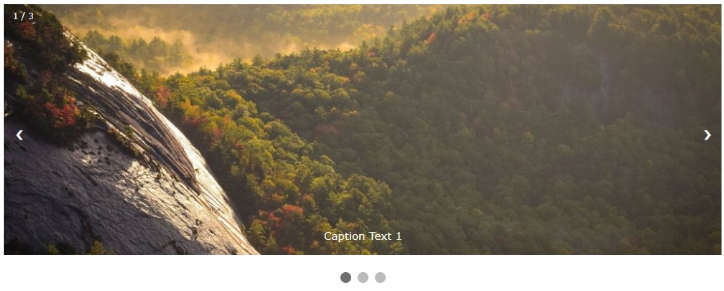 1 / 3
❮ ❯
Caption Text 1